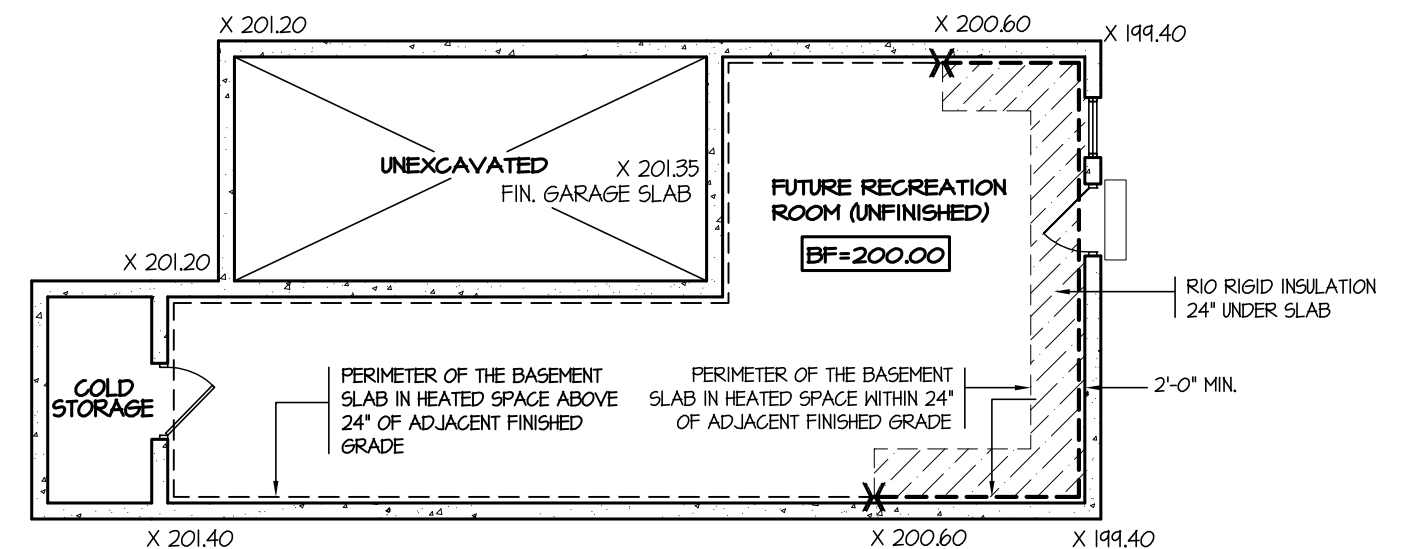 X 201.20
X 200.60
X 199.40
UNEXCAVATED
X 201.35
FIN. GARAGE SLAB
FUTURE RECREATION
ROOM (UNFINISHED)
BF=200.00
X 201.20
RIO RIGID INSULATION
24" UNDER SLAB
COLD
STORAGE
PERIMETER OF THE BASEMENT
SLAB IN HEATED SPACE ABOVE
24" OF ADJACENT FINISHED
GRADE
PERIMETER OF THE BASEMENT
SLAB IN HEATED SPACE WITHIN 24"
OF ADJACENT FINISHED GRADE
2'-0" MIN.
X 201.40
X 200.60
X 199.40